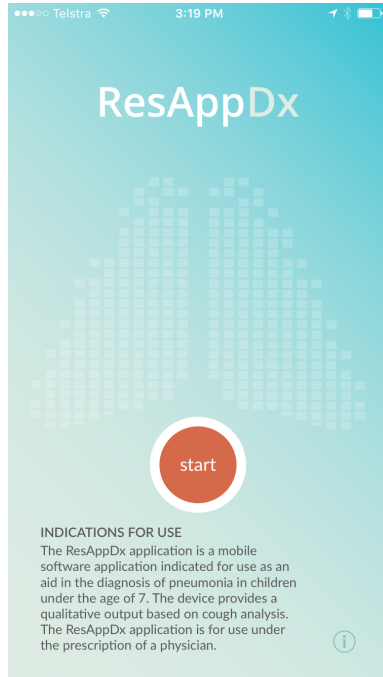 Telstra 3:19 PM
ResAppDx
start
INDICATIONS FOR USE
The ResAppDx application is a mobile
software application indicated for use as an
aid in the diagnosis of pneumonia in children
under the age of 7. The device provides a
qualitative output based on cough analysis.
The ResAppDx application is for use under
the prescription of a physician.
i